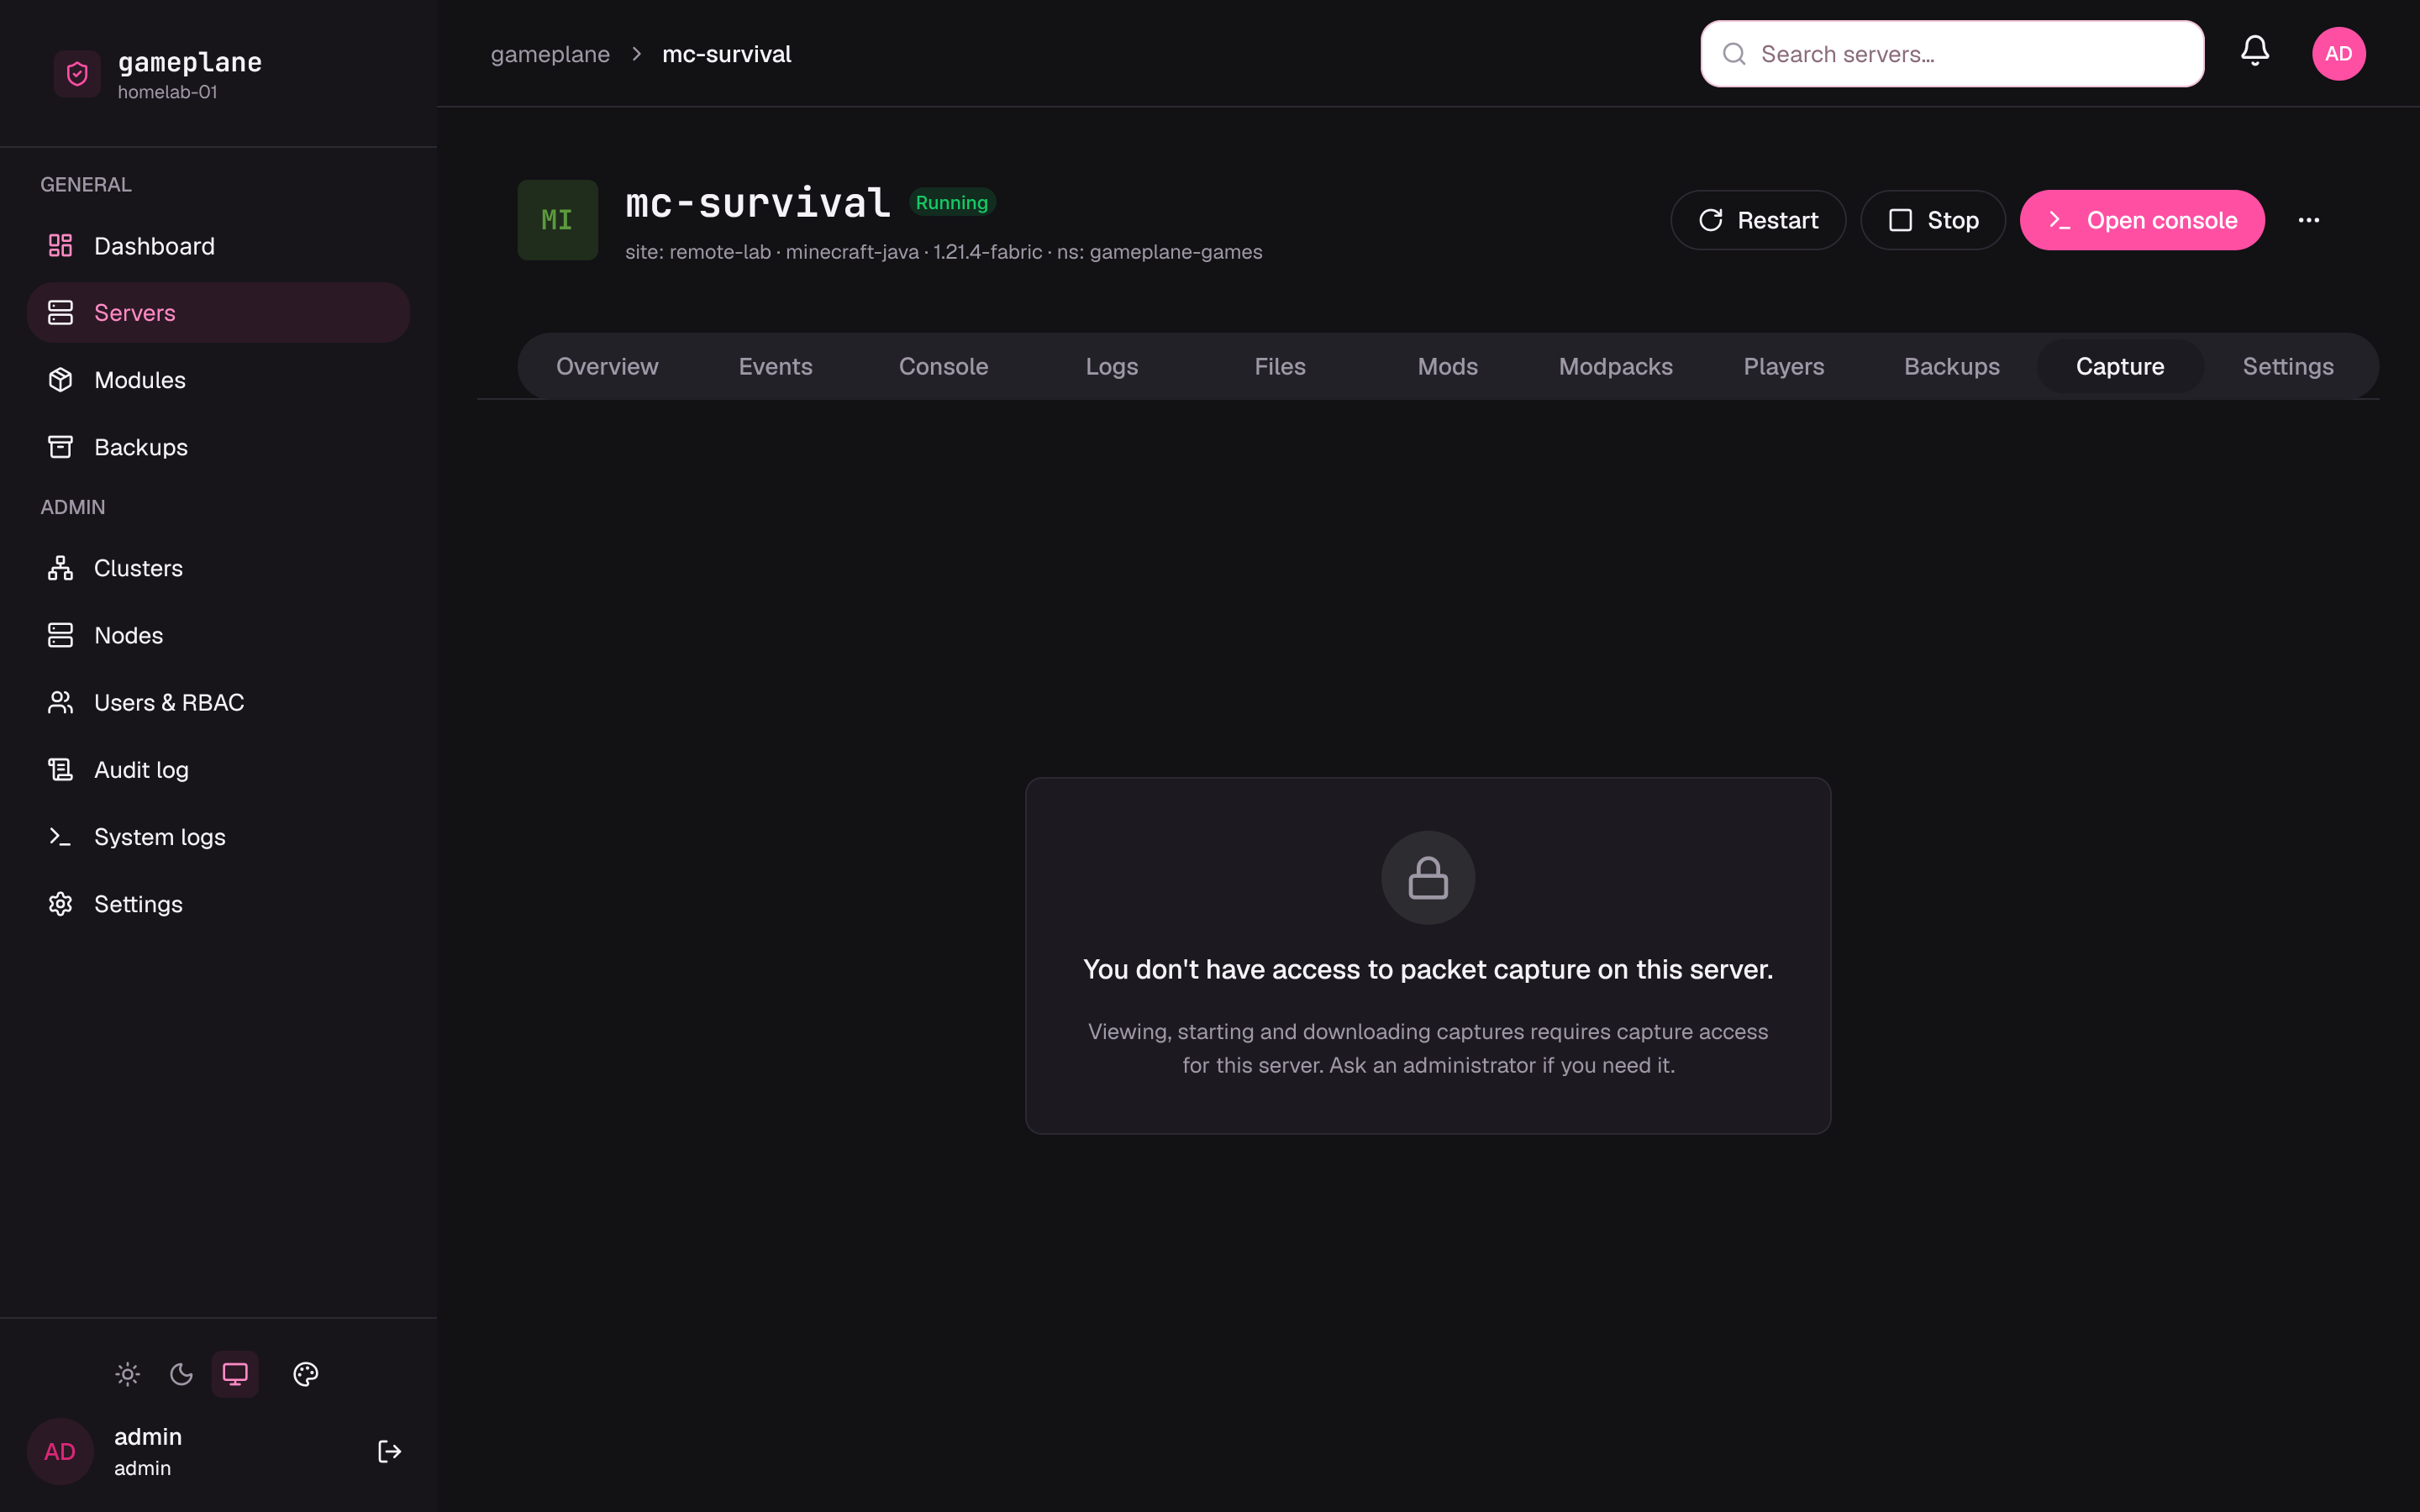 gameplane
homelab-01
GENERAL
Dashboard
Servers
Modules
Backups
ADMIN
Clusters
Nodes
Users & RBAC
Audit log
System logs
Settings
AD
admin
admin
gameplane
mc-survival
Search servers...
AD
MI
mc-survival
Running
site: remote-lab · minecraft-java · 1.21.4-fabric · ns: gameplane-games
Restart
Stop
Open console
Overview
Events
Console
Logs
Files
Mods
Modpacks
Players
Backups
Capture
Settings
You don't have access to packet capture on this server.
Viewing, starting and downloading captures requires capture access
for this server. Ask an administrator if you need it.